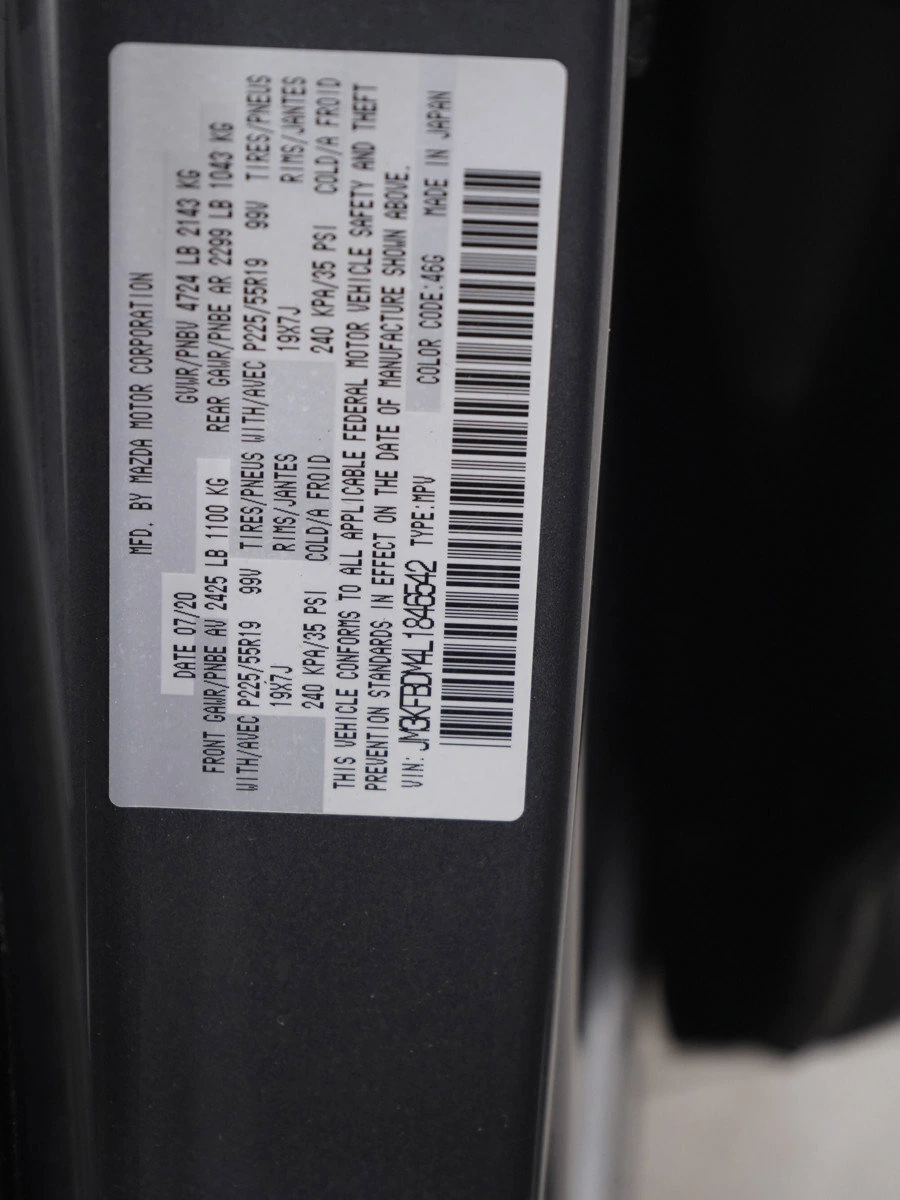 MFD. BY MAZDA MOTOR CORPORATION
DATE 07/20 GVWR/PNBV 4724 LB 2143 KG
FRONT GAWR/PNBE AV 2425 LB 1100 KG REAR GAWR/PNBE AR 2299 LB 1043 KG
WITH/AVEC P225/55R19 99V TIRES/PNEUS WITH/AVEC P225/55R19 99V TIRES/PNEUS
19X7J RIMS/JANTES 19X7J RIMS/JANTES
240 KPA/35 PSI COLD/A FROID 240 KPA/35 PSI COLD/A FROID
THIS VEHICLE CONFORMS TO ALL APPLICABLE FEDERAL MOTOR VEHICLE SAFETY AND THEFT
PREVENTION STANDARDS IN EFFECT ON THE DATE OF MANUFACTURE SHOWN ABOVE.
VIN: JM3KFBDM4L1846542 TYPE:MPV COLOR CODE:46G MADE IN JAPAN